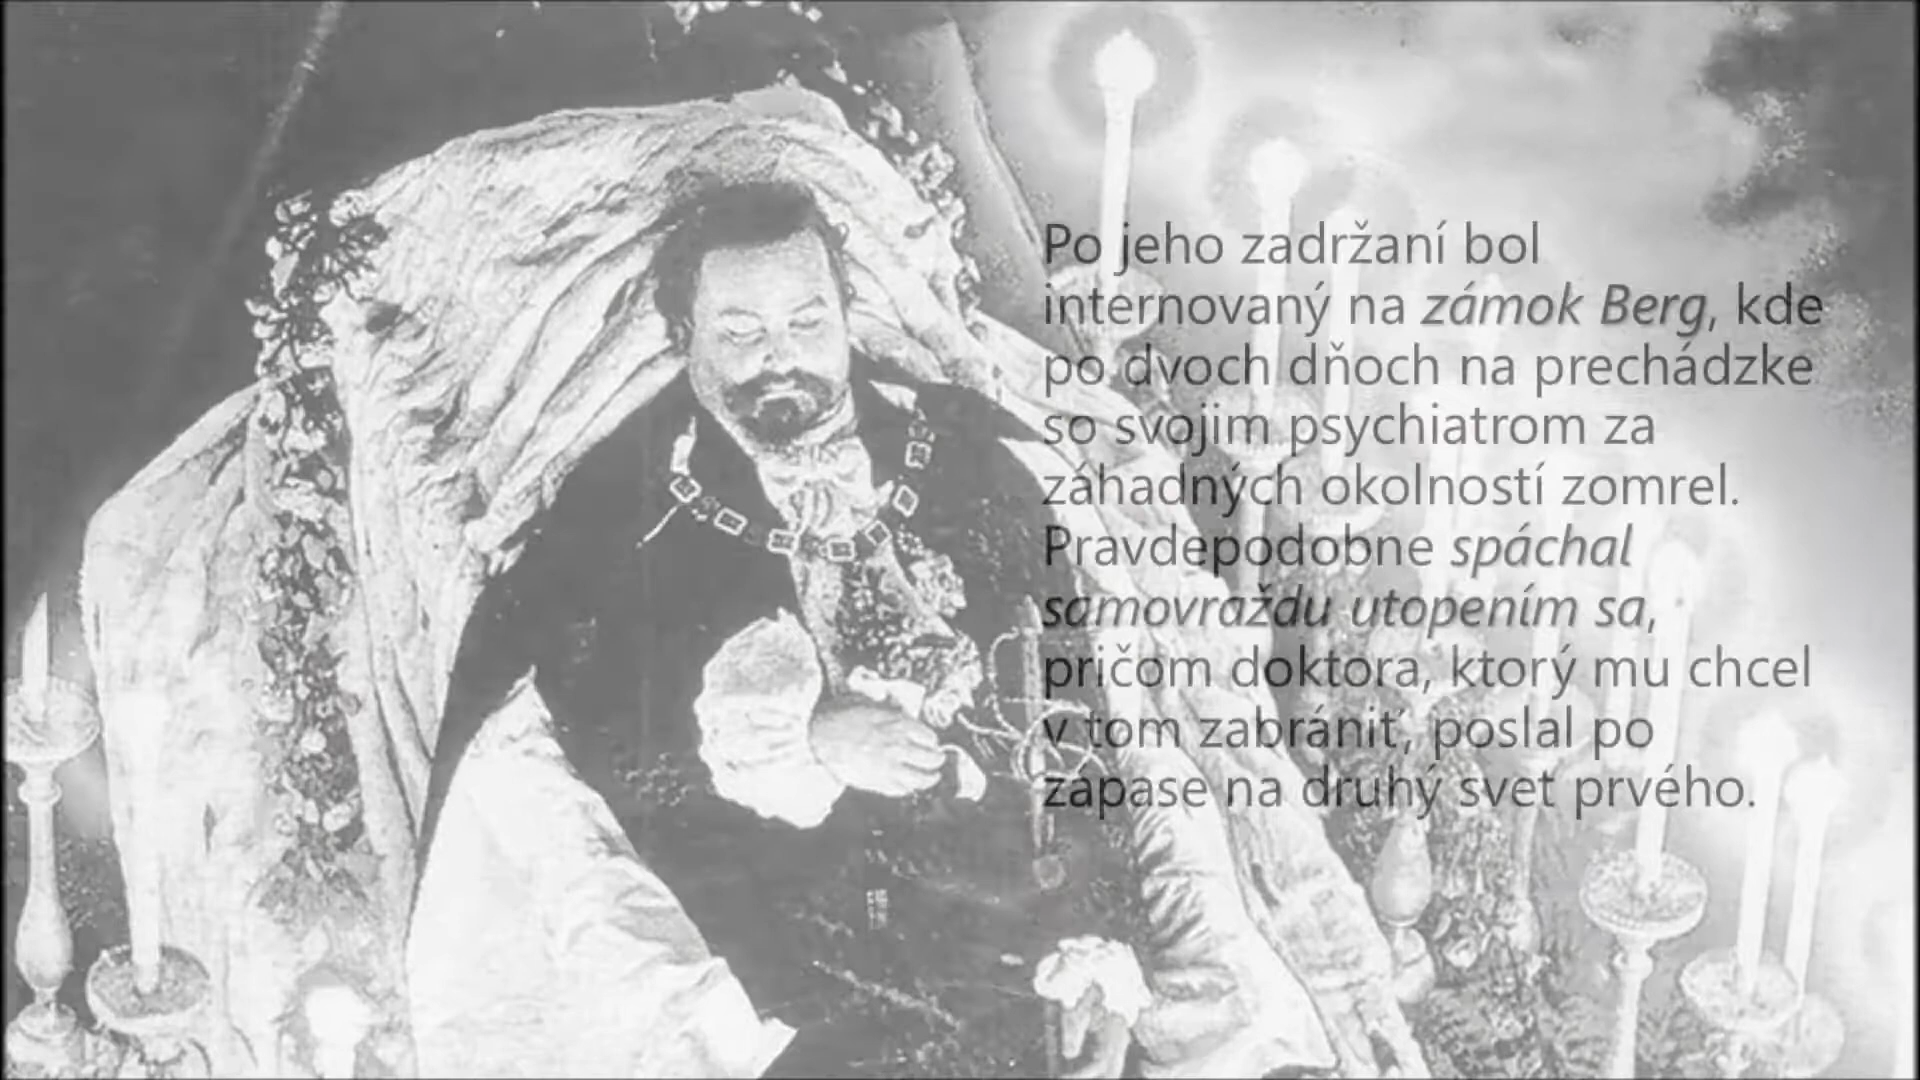 Po jeho zadržaní bol
internovaný na zámok Berg, kde
po dvoch dňoch na prechádzke
so svojim psychiatrom za
záhadných okolností zomrel.
Pravdepodobne spáchal
samovraždu utopením sa,
pričom doktora, ktorý mu chcel
v tom zabrániť, poslal po
zápase na druhý svet prvého.